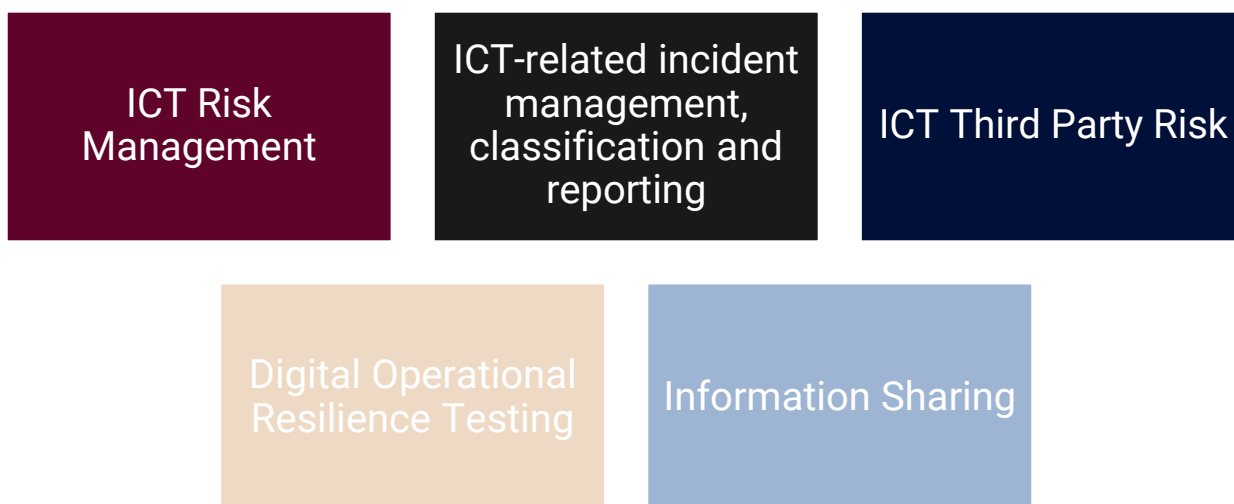 ICT Risk
Management
ICT-related incident
management,
classification and
reporting
ICT Third Party Risk
Digital Operational
Resilience Testing
Information Sharing